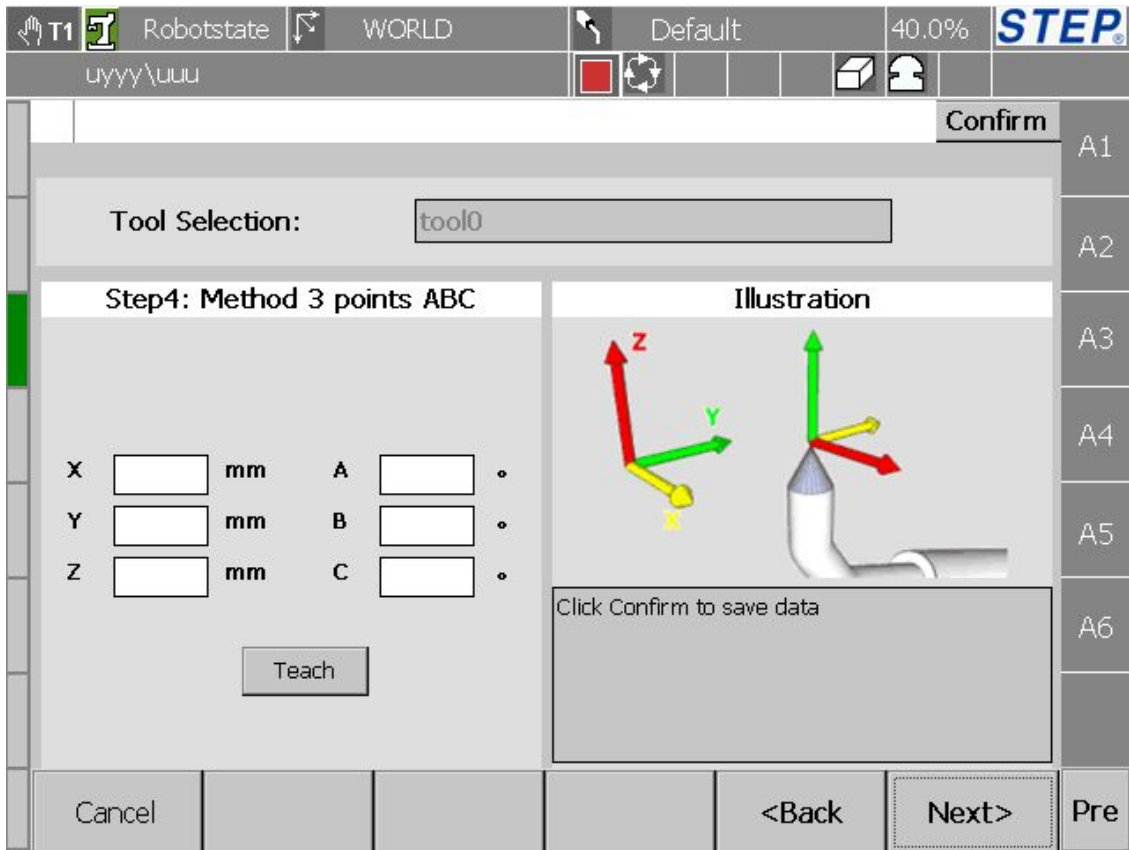 T1 Robotstate WORLD Default 40.0% STEP®
uyyy\uuu
Confirm
A1
Tool Selection: tool0
A2
Step4: Method 3 points ABC
Illustration
Z
A3
Y
A4
X mm A °
X
Y mm B °
A5
Z mm C °
Click Confirm to save data
A6
Teach
Cancel <Back Next> Pre